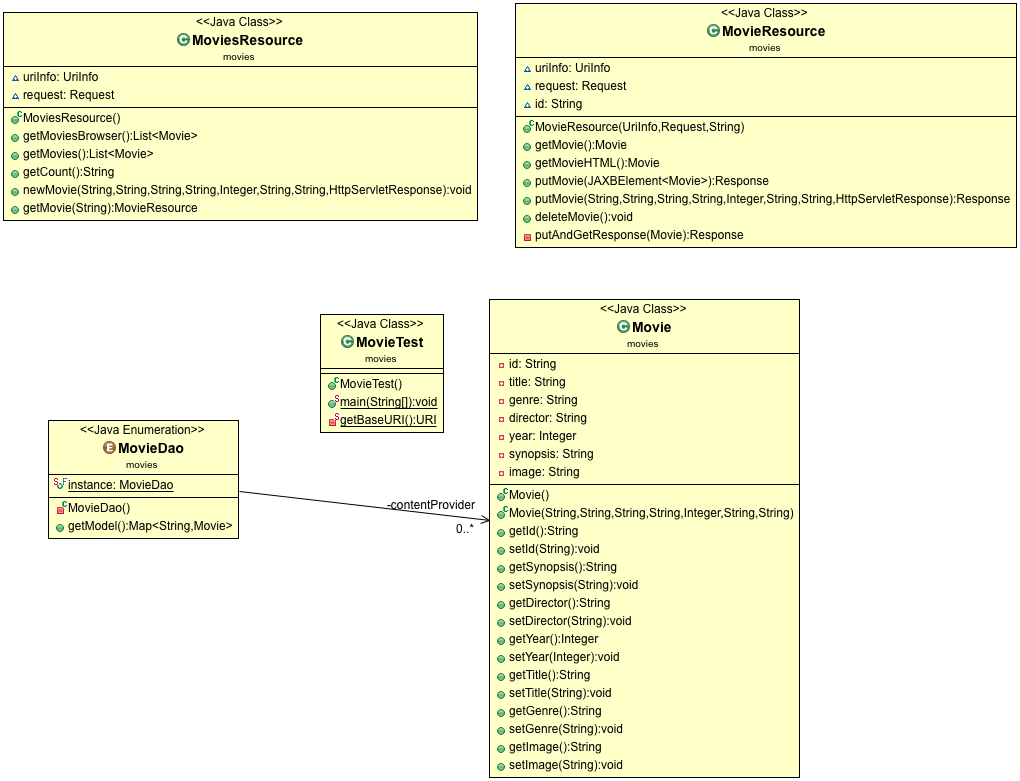 <<Java Class>>
MoviesResource
movies
uriInfo: UriInfo
request: Request
MoviesResource()
getMoviesBrowser():List<Movie>
getMovies():List<Movie>
getCount():String
newMovie(String,String,String,String,Integer,String,String,HttpServletResponse):void
getMovie(String):MovieResource
<<Java Class>>
MovieResource
movies
uriInfo: UriInfo
request: Request
id: String
MovieResource(UriInfo,Request,String)
getMovie():Movie
getMovieHTML():Movie
putMovie(JAXBElement<Movie>):Response
putMovie(String,String,String,String,Integer,String,String,HttpServletResponse):Response
deleteMovie():void
putAndGetResponse(Movie):Response
<<Java Class>>
MovieTest
movies
MovieTest()
main(String[]):void
getBaseURI():URI
<<Java Enumeration>>
MovieDao
movies
instance: MovieDao
MovieDao()
getModel():Map<String,Movie>
-contentProvider
0..*
<<Java Class>>
Movie
movies
id: String
title: String
genre: String
director: String
year: Integer
synopsis: String
image: String
Movie()
Movie(String,String,String,String,Integer,String,String)
getId():String
setId(String):void
getSynopsis():String
setSynopsis(String):void
getDirector():String
setDirector(String):void
getYear():Integer
setYear(Integer):void
getTitle():String
setTitle(String):void
getGenre():String
setGenre(String):void
getImage():String
setImage(String):void